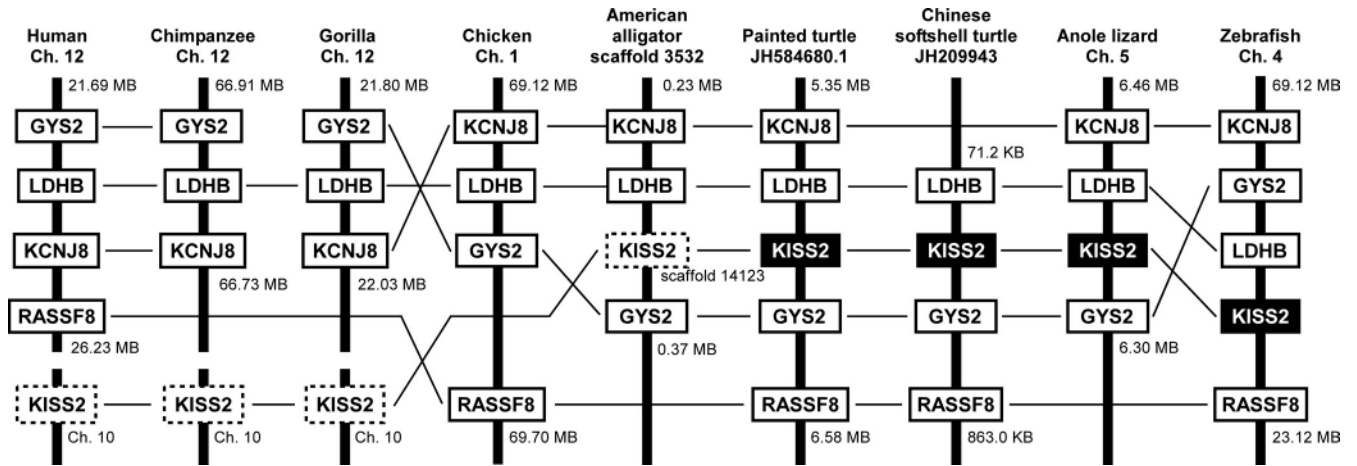 American
alligator
scaffold 3532
Chinese
softshell turtle
JH209943
Human
Ch. 12
Chimpanzee
Ch. 12
Gorilla
Ch. 12
Chicken
Ch. 1
Painted turtle
JH584680.1
Anole lizard
Ch. 5
Zebrafish
Ch. 4
21.69 MB
66.91 MB
21.80 MB
69.12 MB
0.23 MB
5.35 MB
6.46 MB
69.12 MB
GYS2
GYS2
GYS2
KCNJ8
KCNJ8
KCNJ8
KCNJ8
KCNJ8
71.2 KB
LDHB
LDHB
LDHB
LDHB
LDHB
LDHB
LDHB
LDHB
GYS2
KCNJ8
KCNJ8
KCNJ8
GYS2
KISS2
KISS2
KISS2
KISS2
LDHB
66.73 MB
22.03 MB
scaffold 14123
RASSF8
GYS2
GYS2
GYS2
GYS2
KISS2
26.23 MB
0.37 MB
6.30 MB
KISS2
KISS2
KISS2
RASSF8
RASSF8
RASSF8
RASSF8
Ch. 10
Ch. 10
Ch. 10
69.70 MB
6.58 MB
863.0 KB
23.12 MB